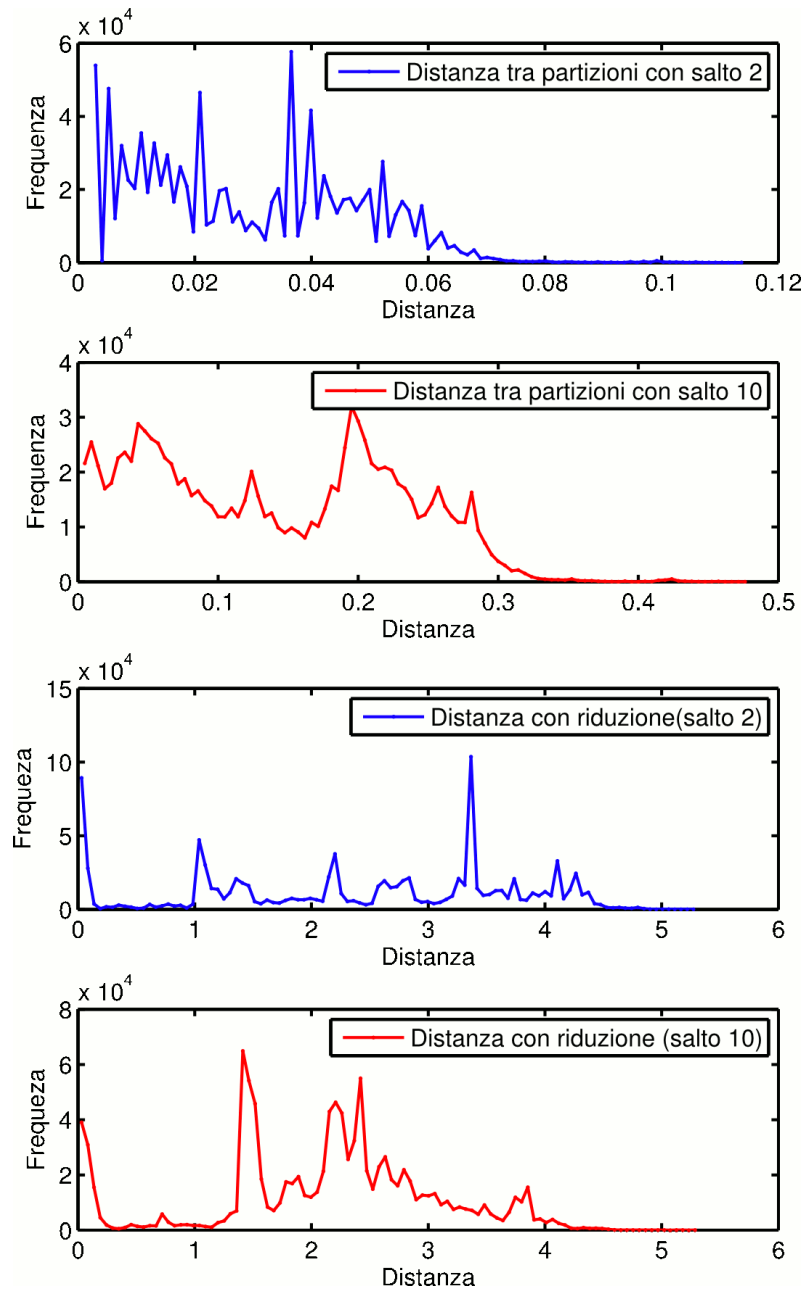 x 10^4
6
4
2
0
Frequenza
Distanza tra partizioni con salto 2
0 0.02 0.04 0.06 0.08 0.1 0.12
Distanza
x 10^4
4
3
2
1
0
Frequenza
Distanza tra partizioni con salto 10
0 0.1 0.2 0.3 0.4 0.5
Distanza
x 10^4
15
10
5
0
Frequeza
Distanza con riduzione(salto 2)
0 1 2 3 4 5 6
Distanza
x 10^4
8
6
4
2
0
Frequeza
Distanza con riduzione (salto 10)
0 1 2 3 4 5 6
Distanza